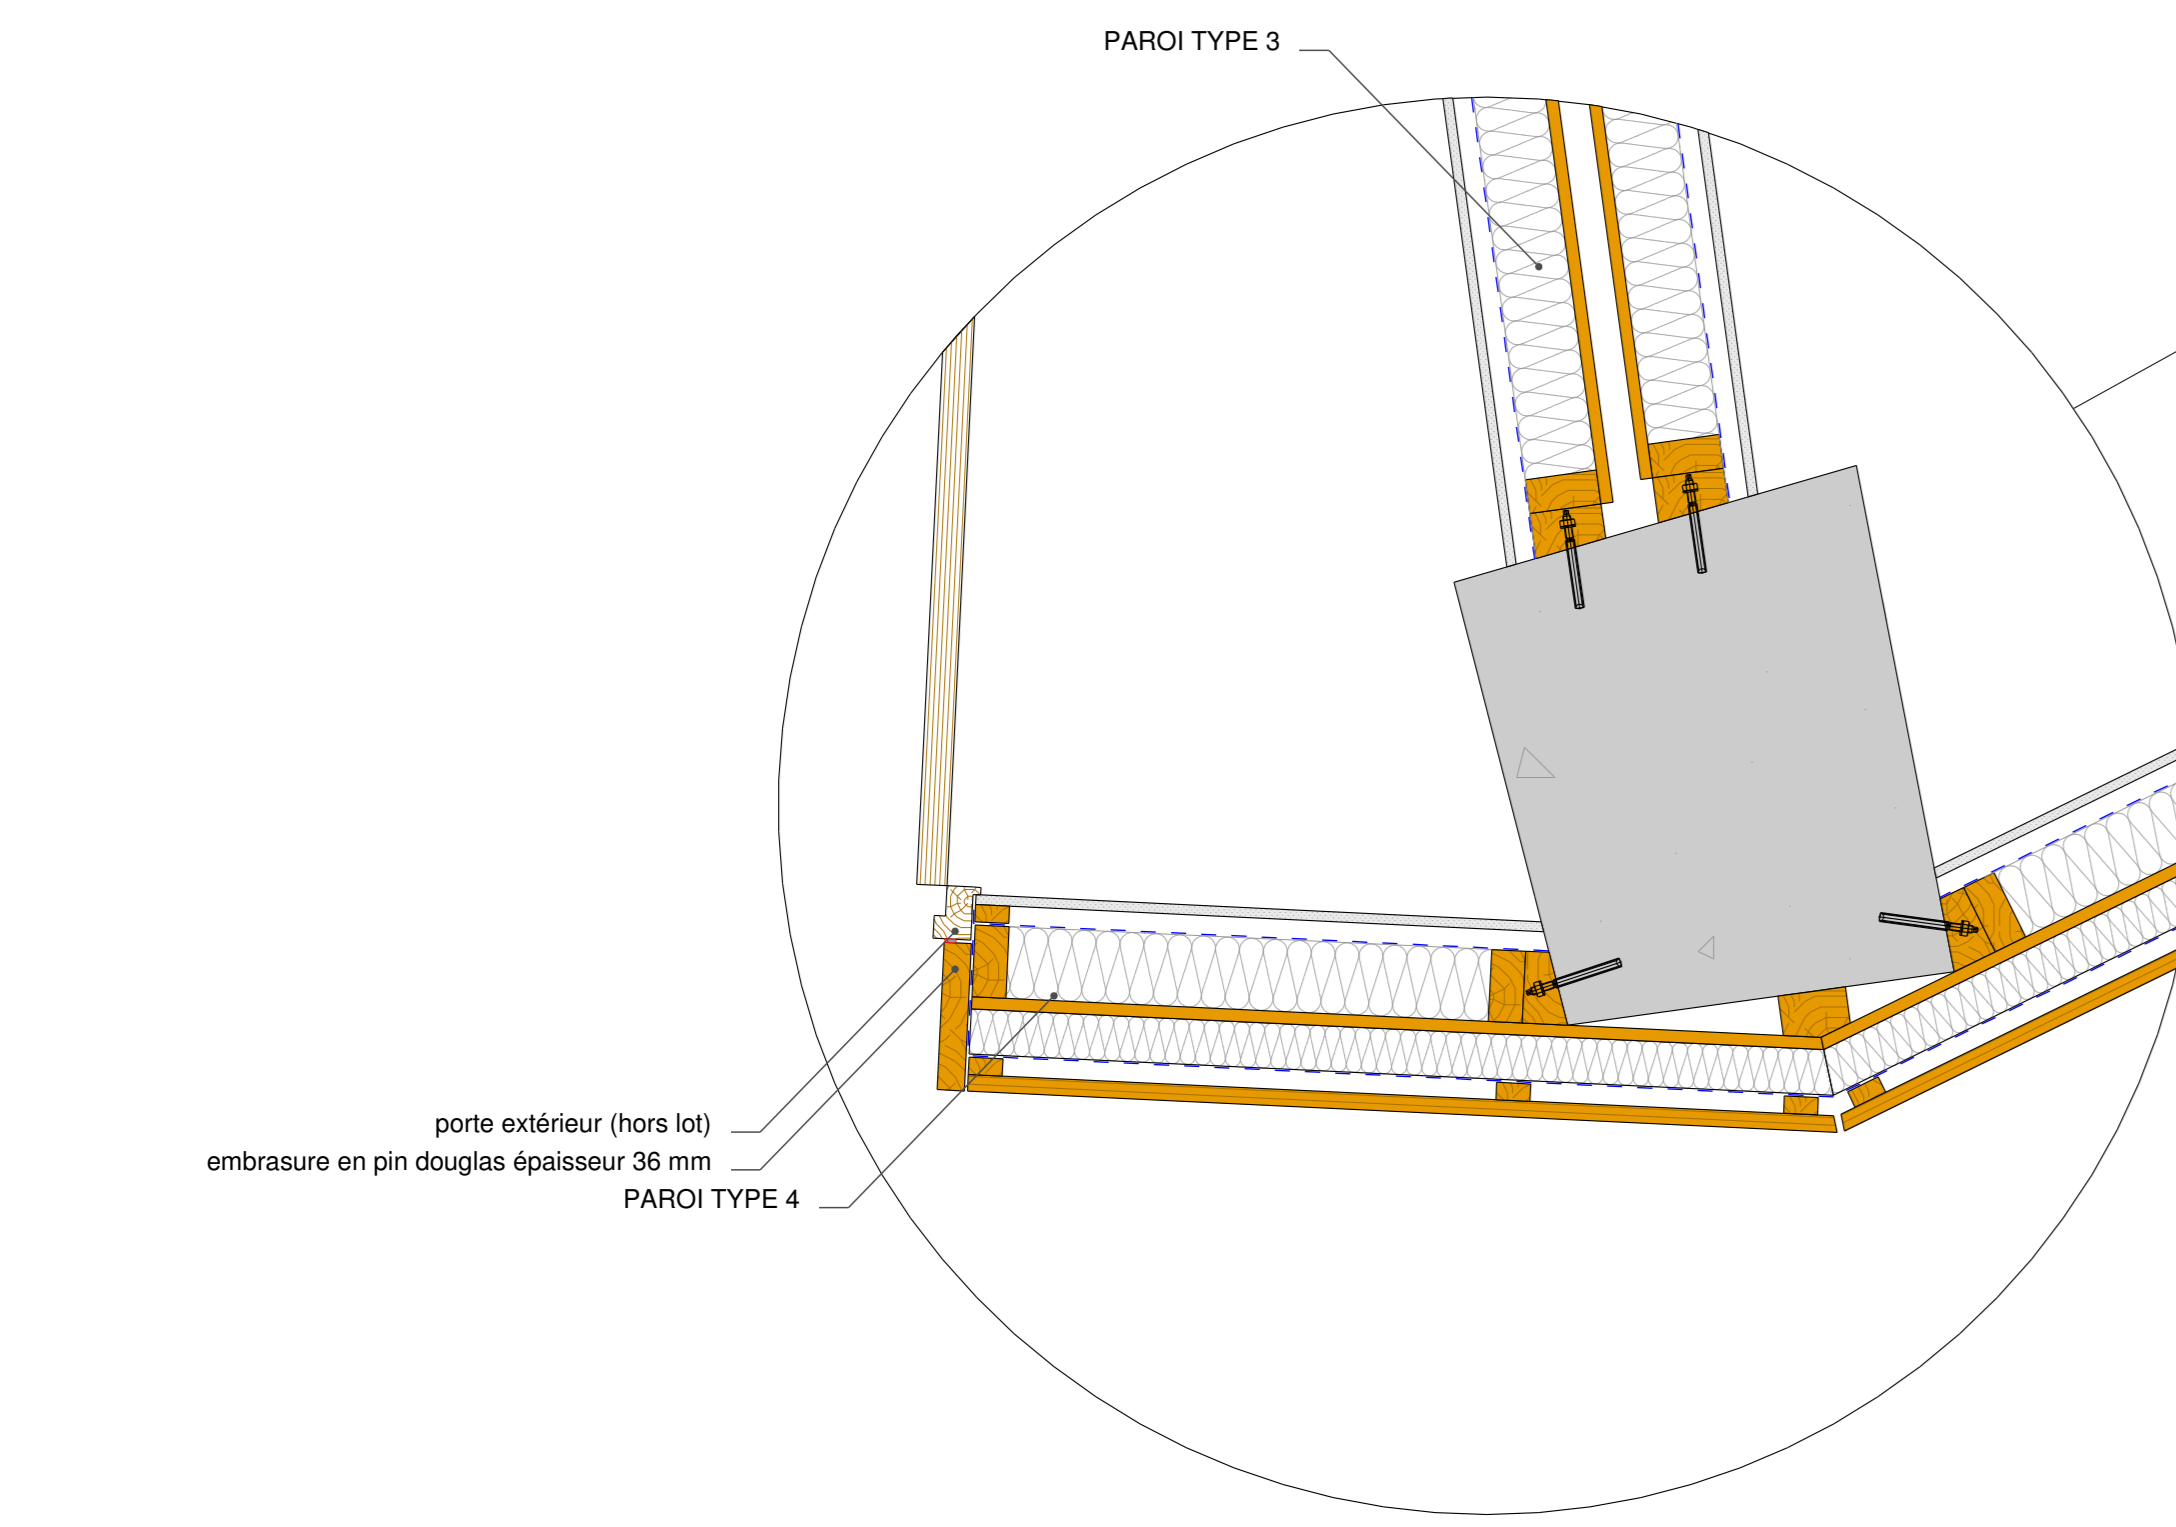 PAROI TYPE 3
porte extérieur (hors lot)
embrasure en pin douglas épaisseur 36 mm
PAROI TYPE 4